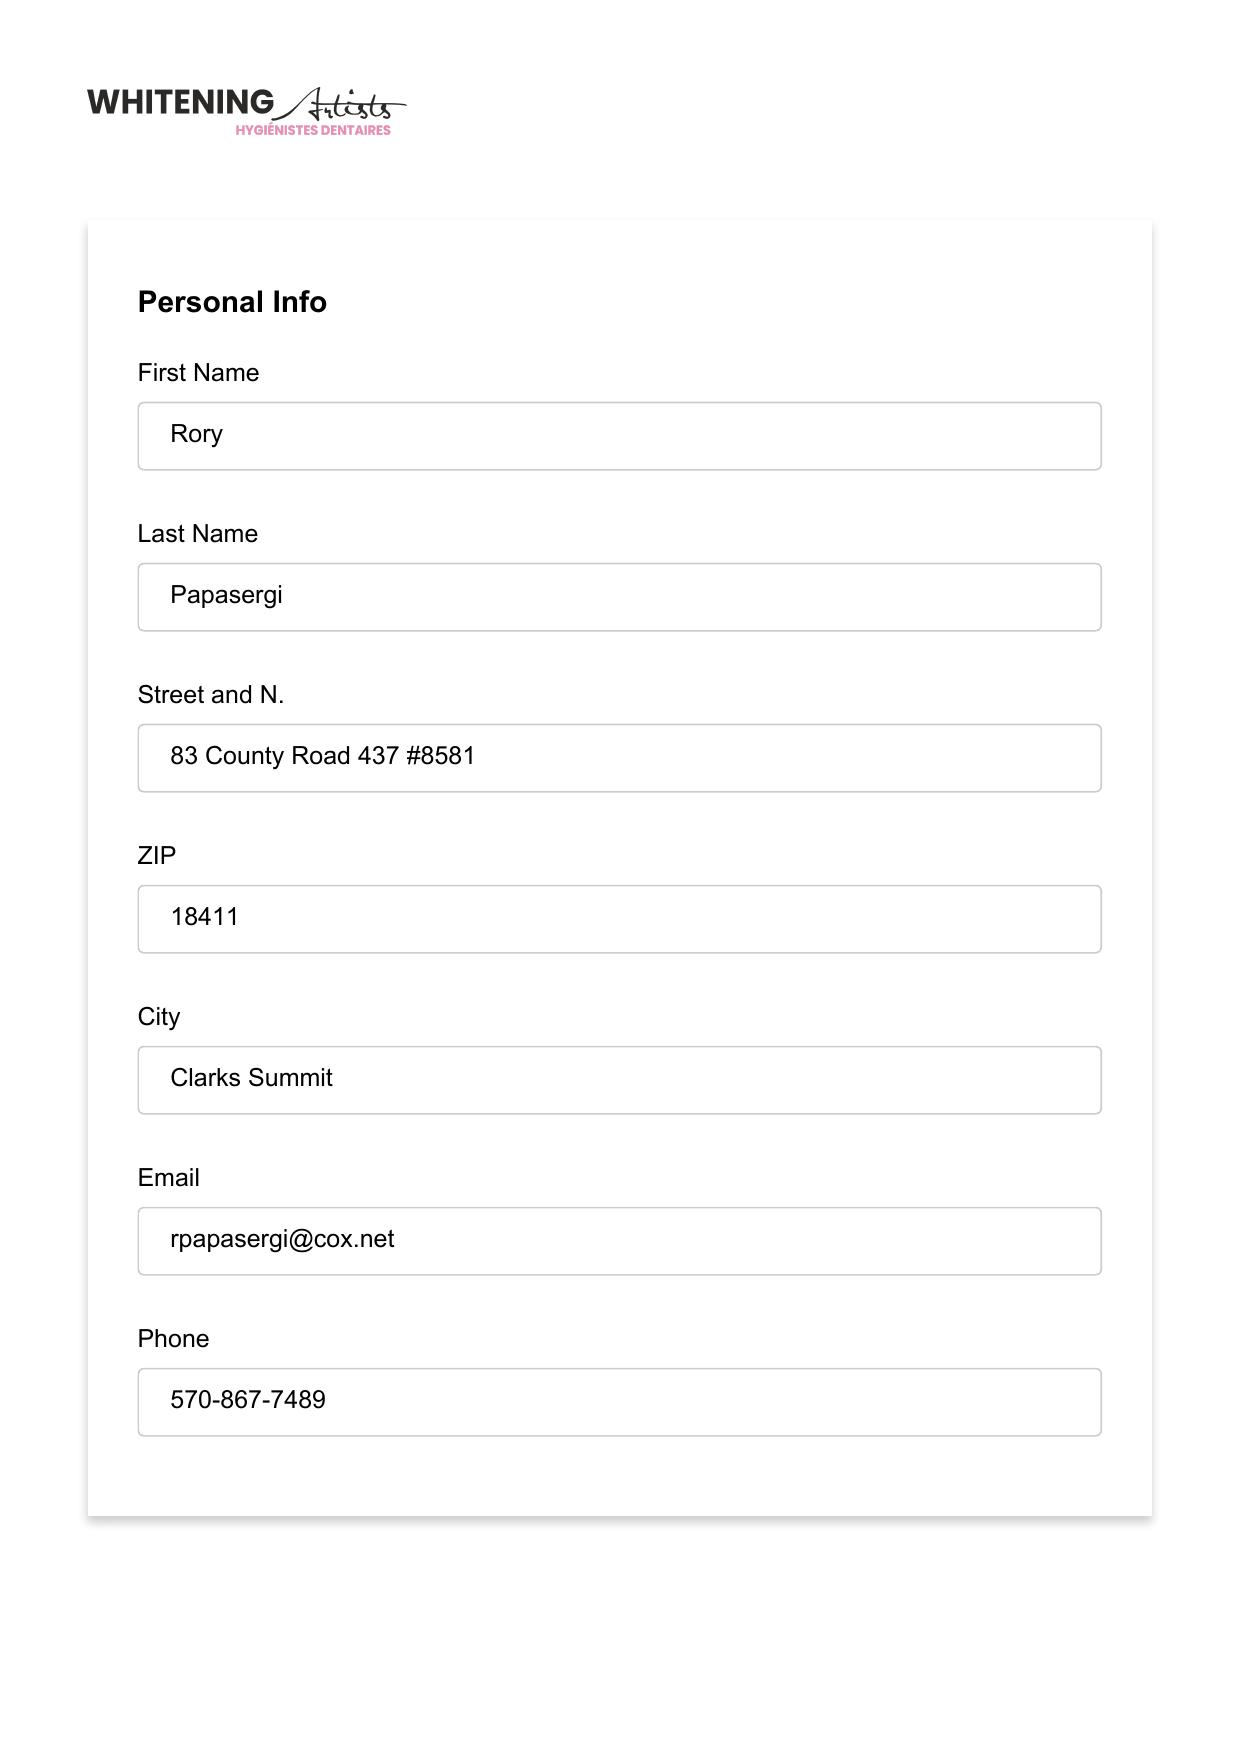 WHITENING Artists
HYGIÉNISTES DENTAIRES
Personal Info
First Name
Rory
Last Name
Papasergi
Street and N.
83 County Road 437 #8581
ZIP
18411
City
Clarks Summit
Email
rpapasergi@cox.net
Phone
570-867-7489